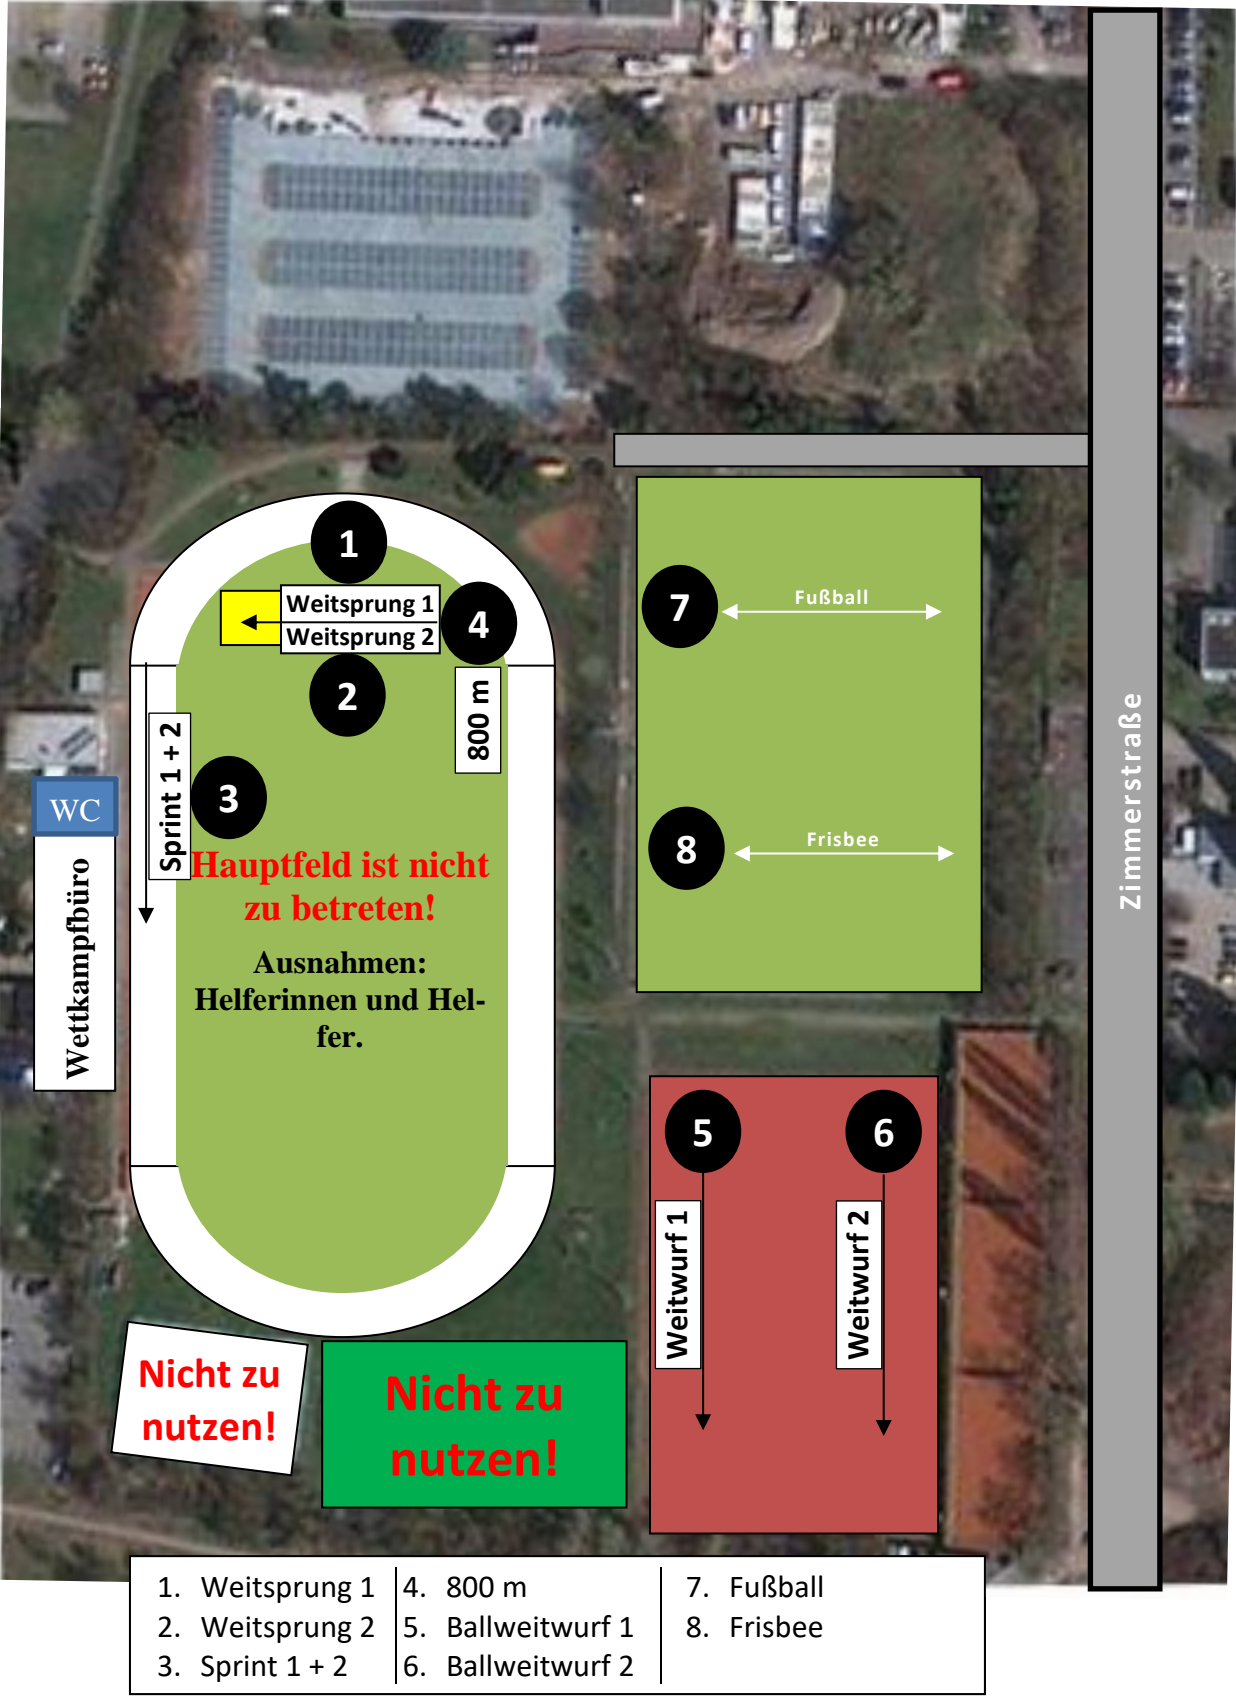 1
Weitsprung 1
Weitsprung 2
4
2
800 m
Sprint 1 + 2
3
WC
Wettkampfbüro
Hauptfeld ist nicht
zu betreten!
Ausnahmen:
Helferinnen und Hel-
fer.
7
Fußball
8
Frisbee
Zimmerstraße
5
6
Weitwurf 1
Weitwurf 2
Nicht zu
nutzen!
Nicht zu
nutzen!
1. Weitsprung 1
2. Weitsprung 2
3. Sprint 1 + 2
4. 800 m
5. Ballweitwurf 1
6. Ballweitwurf 2
7. Fußball
8. Frisbee